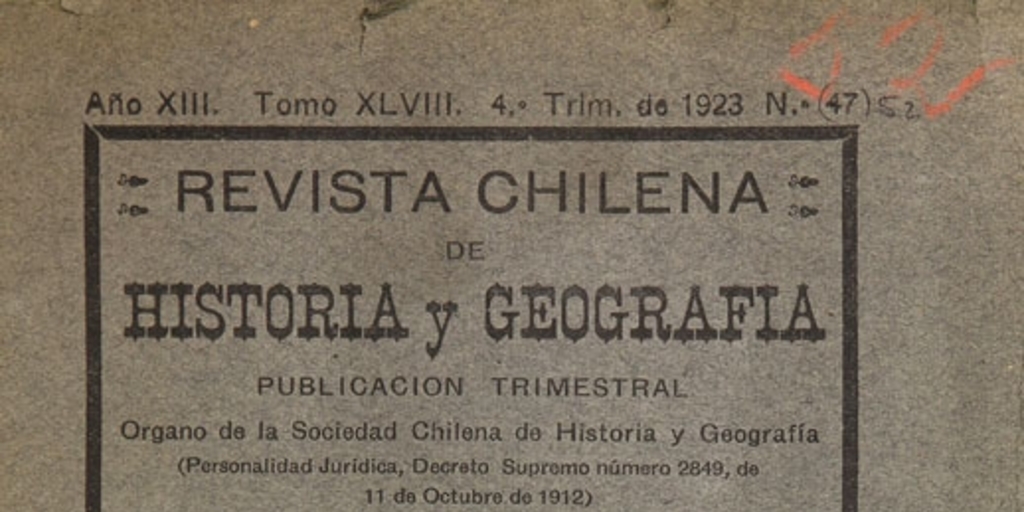 Año XIII. Tomo XLVIII. 4.º Trim. de 1923 N.º (47) 52
REVISTA CHILENA
DE
HISTORIA y GEOGRAFIA
PUBLICACION TRIMESTRAL
Organo de la Sociedad Chilena de Historia y Geografía
(Personalidad Jurídica, Decreto Supremo número 2849, de
11 de Octubre de 1912)